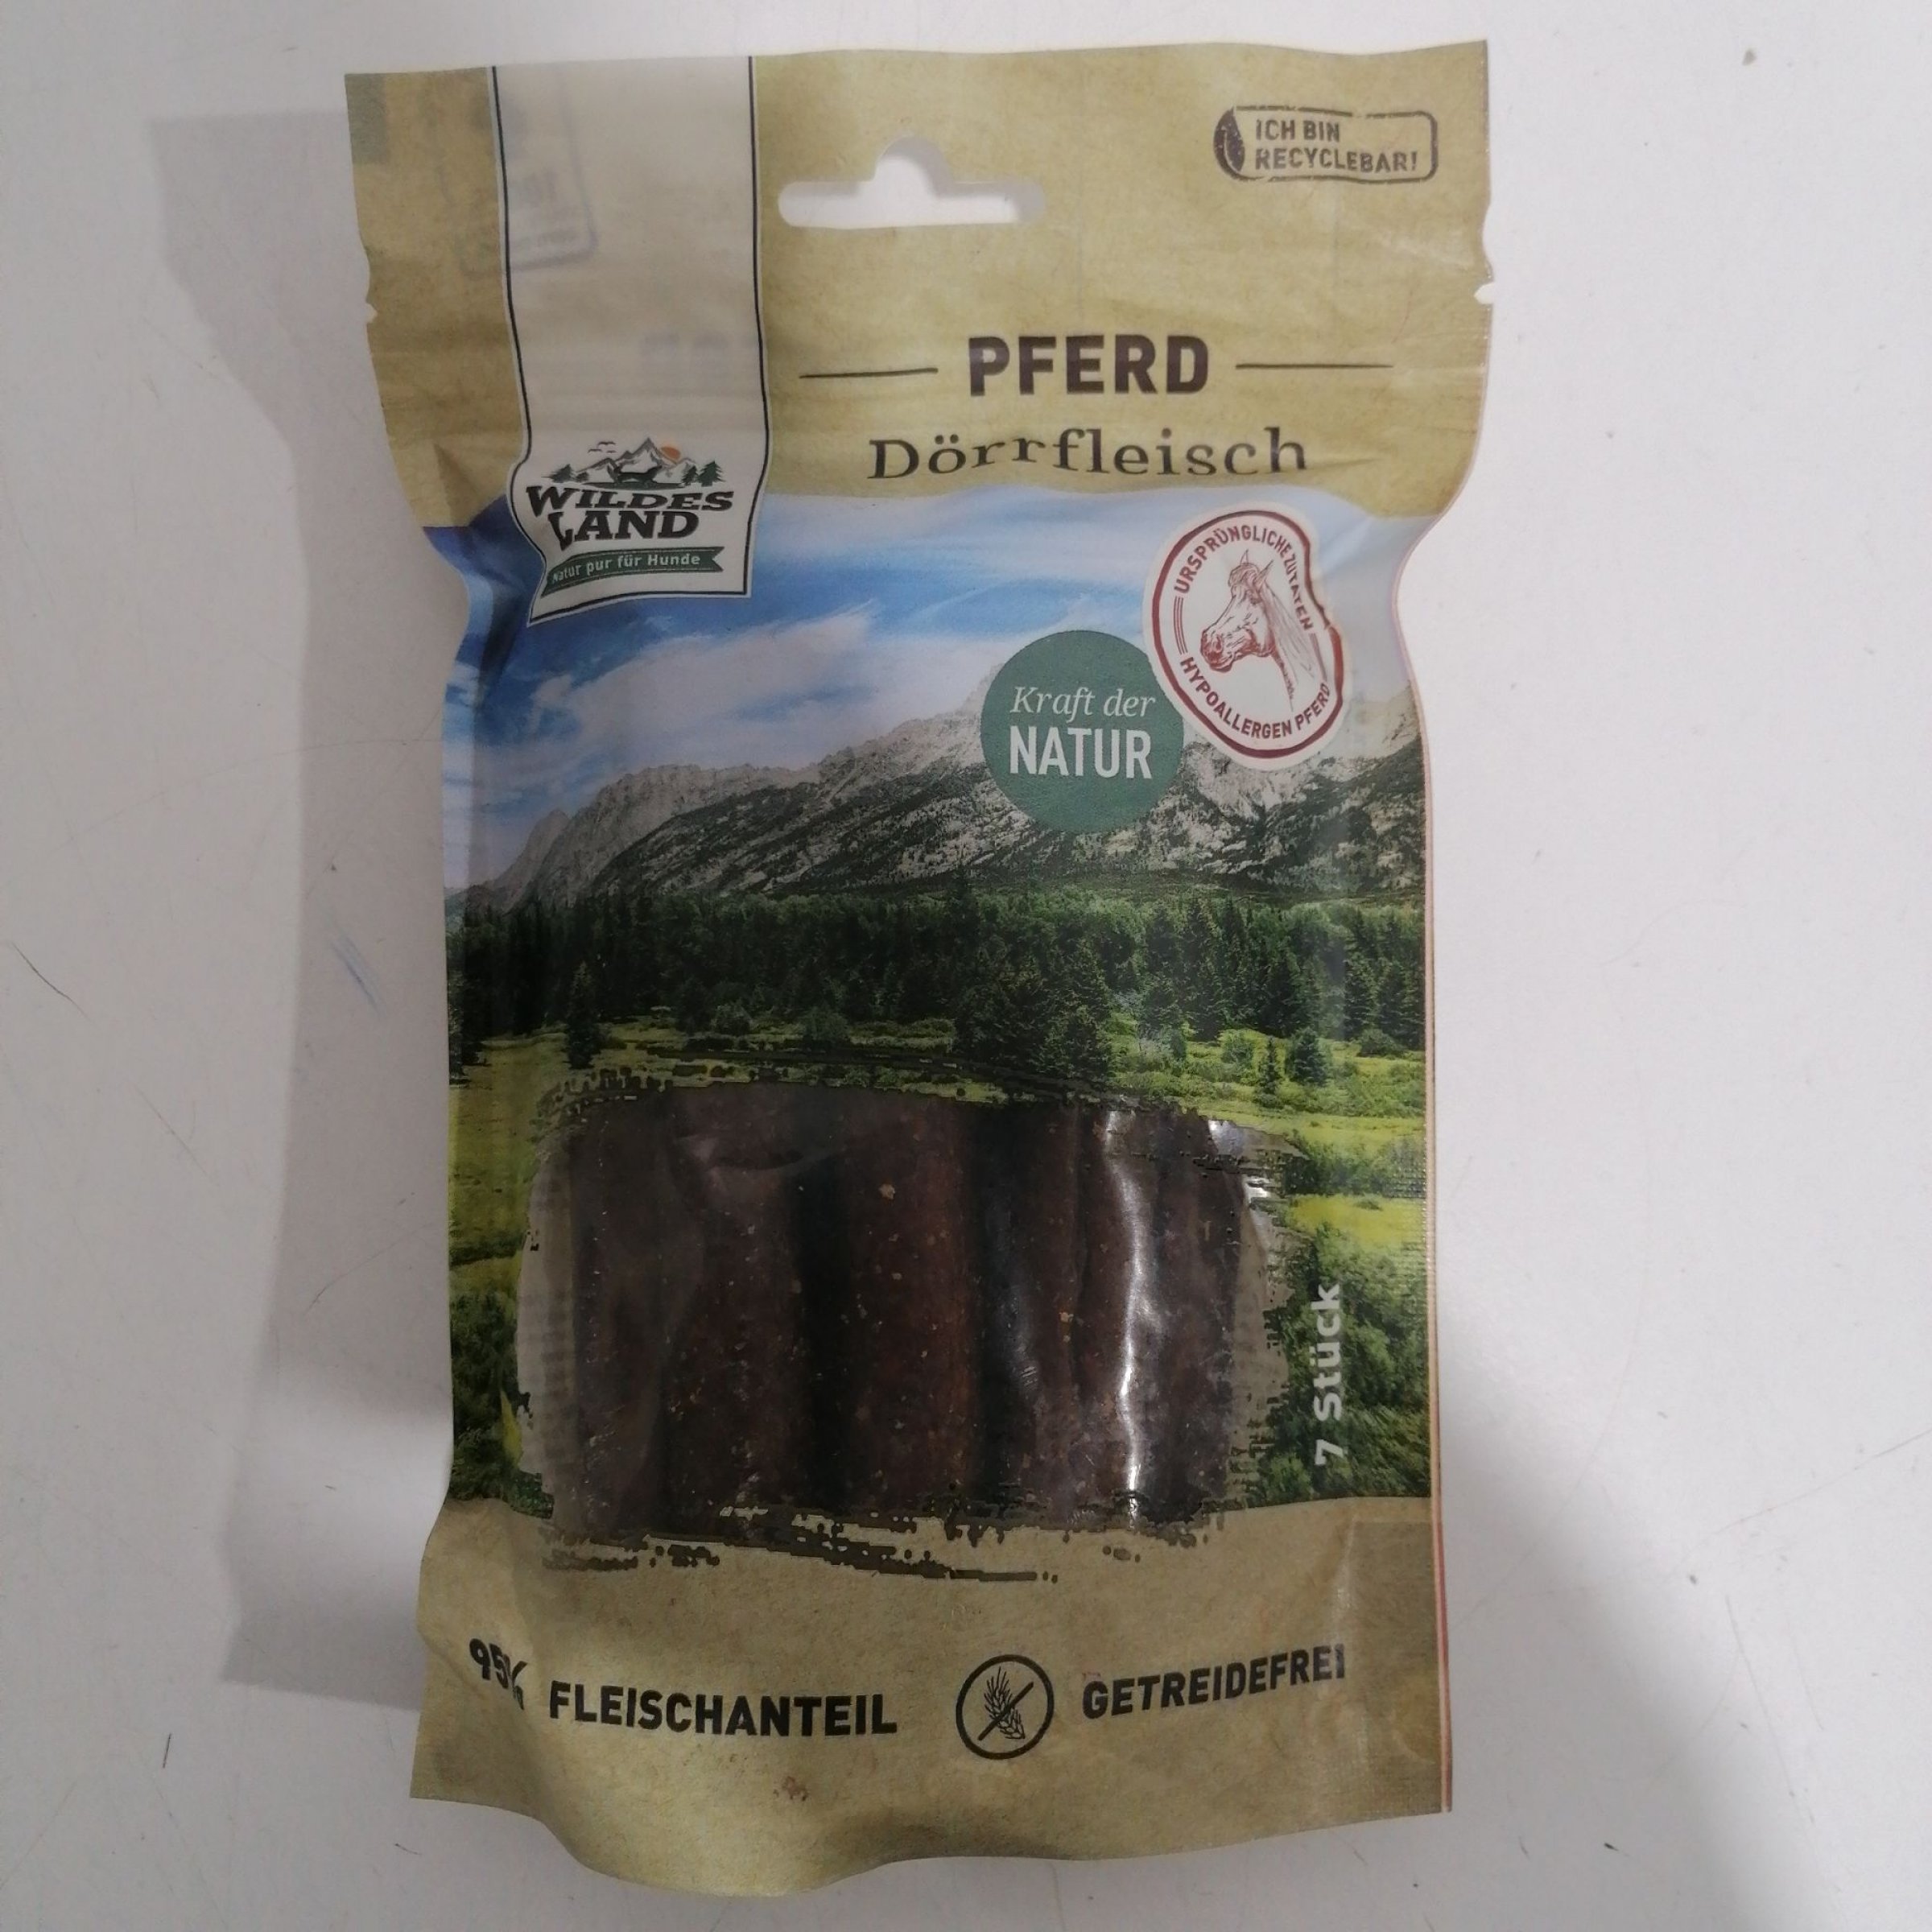 ICH BIN
RECYCLEBAR!
PFERD
Dörrfleisch
WILDES
LAND
Natur pur für Hunde
URSPRÜNGLICHE ZUTATEN
HYPOALLERGEN PFERD
Kraft der
NATUR
7 Stück
95% FLEISCHANTEIL
GETREIDEFREI